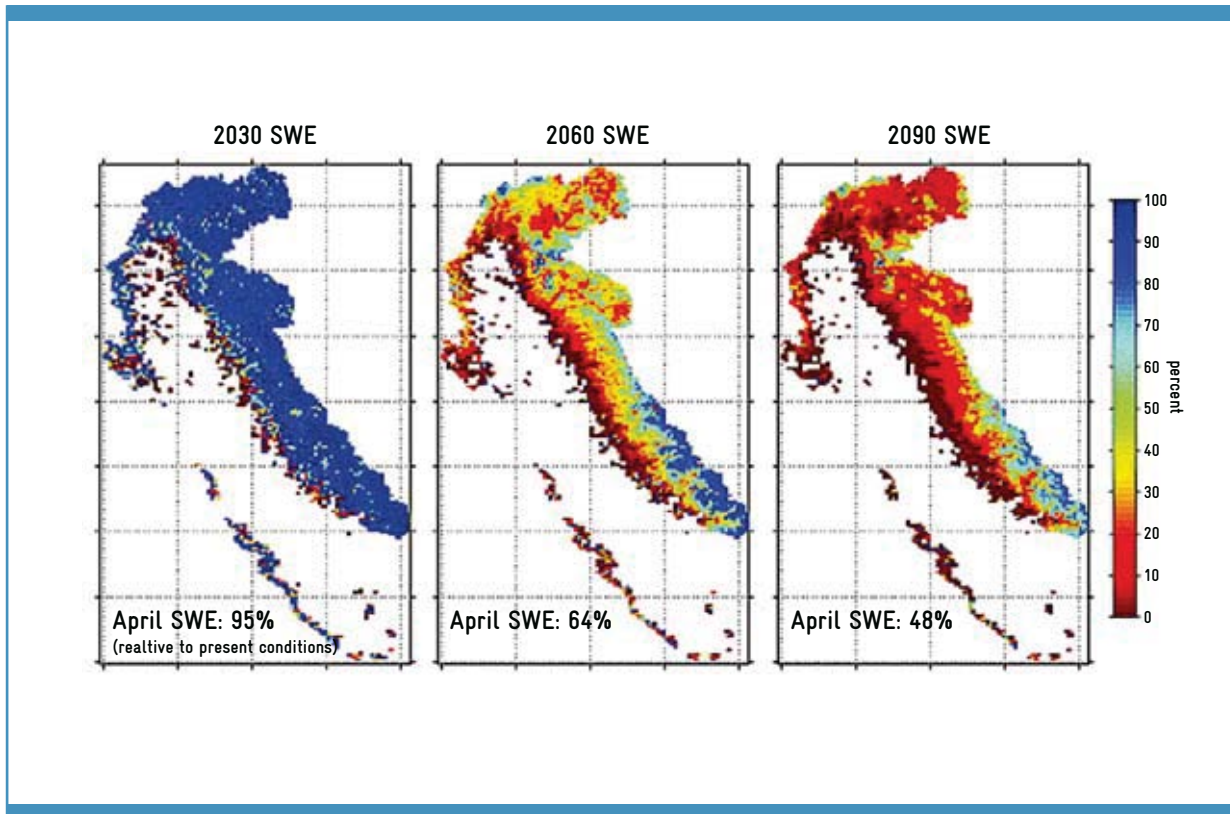 2030 SWE
2060 SWE
2090 SWE
April SWE: 95%
(realtive to present conditions)
April SWE: 64%
April SWE: 48%
100
90
80
70
60
50
40
30
20
10
0
percent